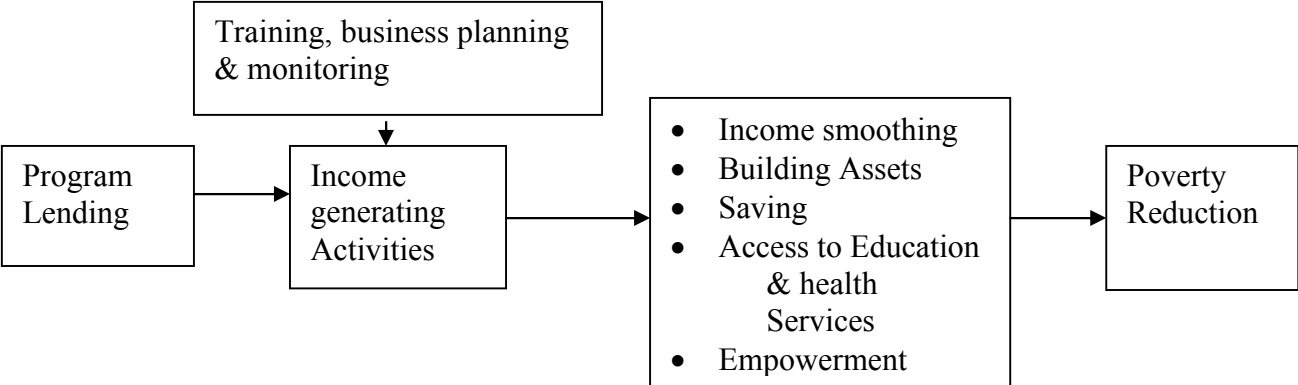 Training, business planning
& monitoring
Program
Lending
Income
generating
Activities
• Income smoothing
• Building Assets
• Saving
• Access to Education
& health
Services
• Empowerment
Poverty
Reduction